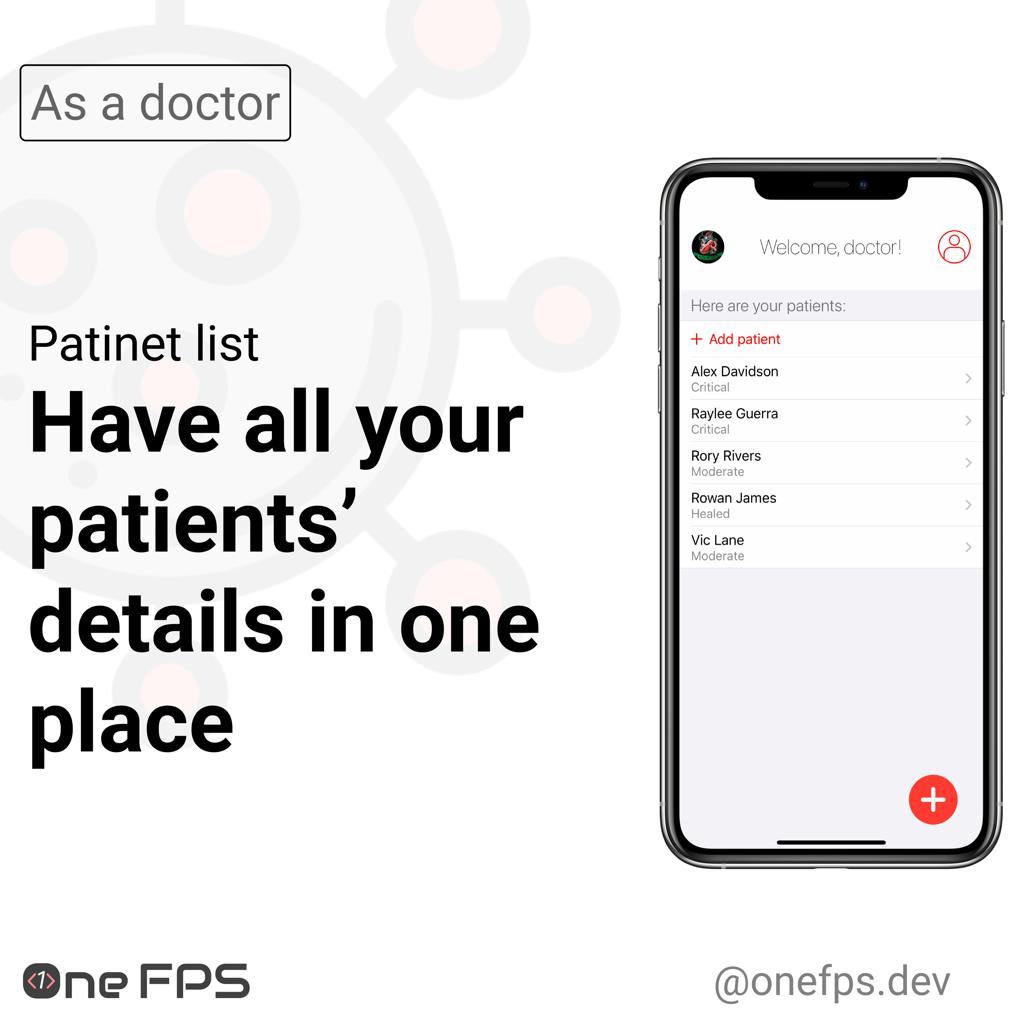 As a doctor
Patinet list
Have all your
patients’
details in one
place
Welcome, doctor!
Here are your patients:
+ Add patient
Alex Davidson
Critical
Raylee Guerra
Critical
Rory Rivers
Moderate
Rowan James
Healed
Vic Lane
Moderate
<1>One FPS
@onefps.dev